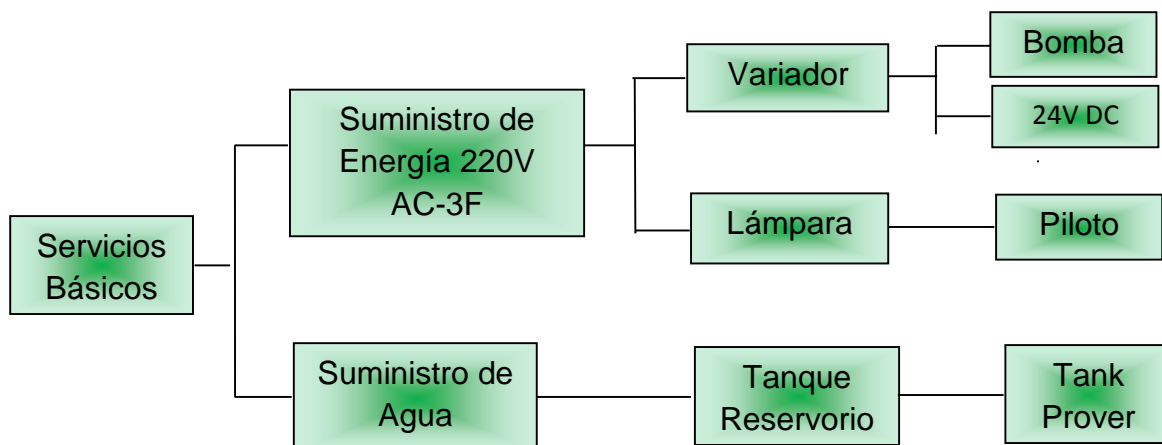 Servicios
Básicos
Suministro de
Energía 220V
AC-3F
Variador
Bomba
24V DC
Lámpara
Piloto
Suministro de
Agua
Tanque
Reservorio
Tank
Prover